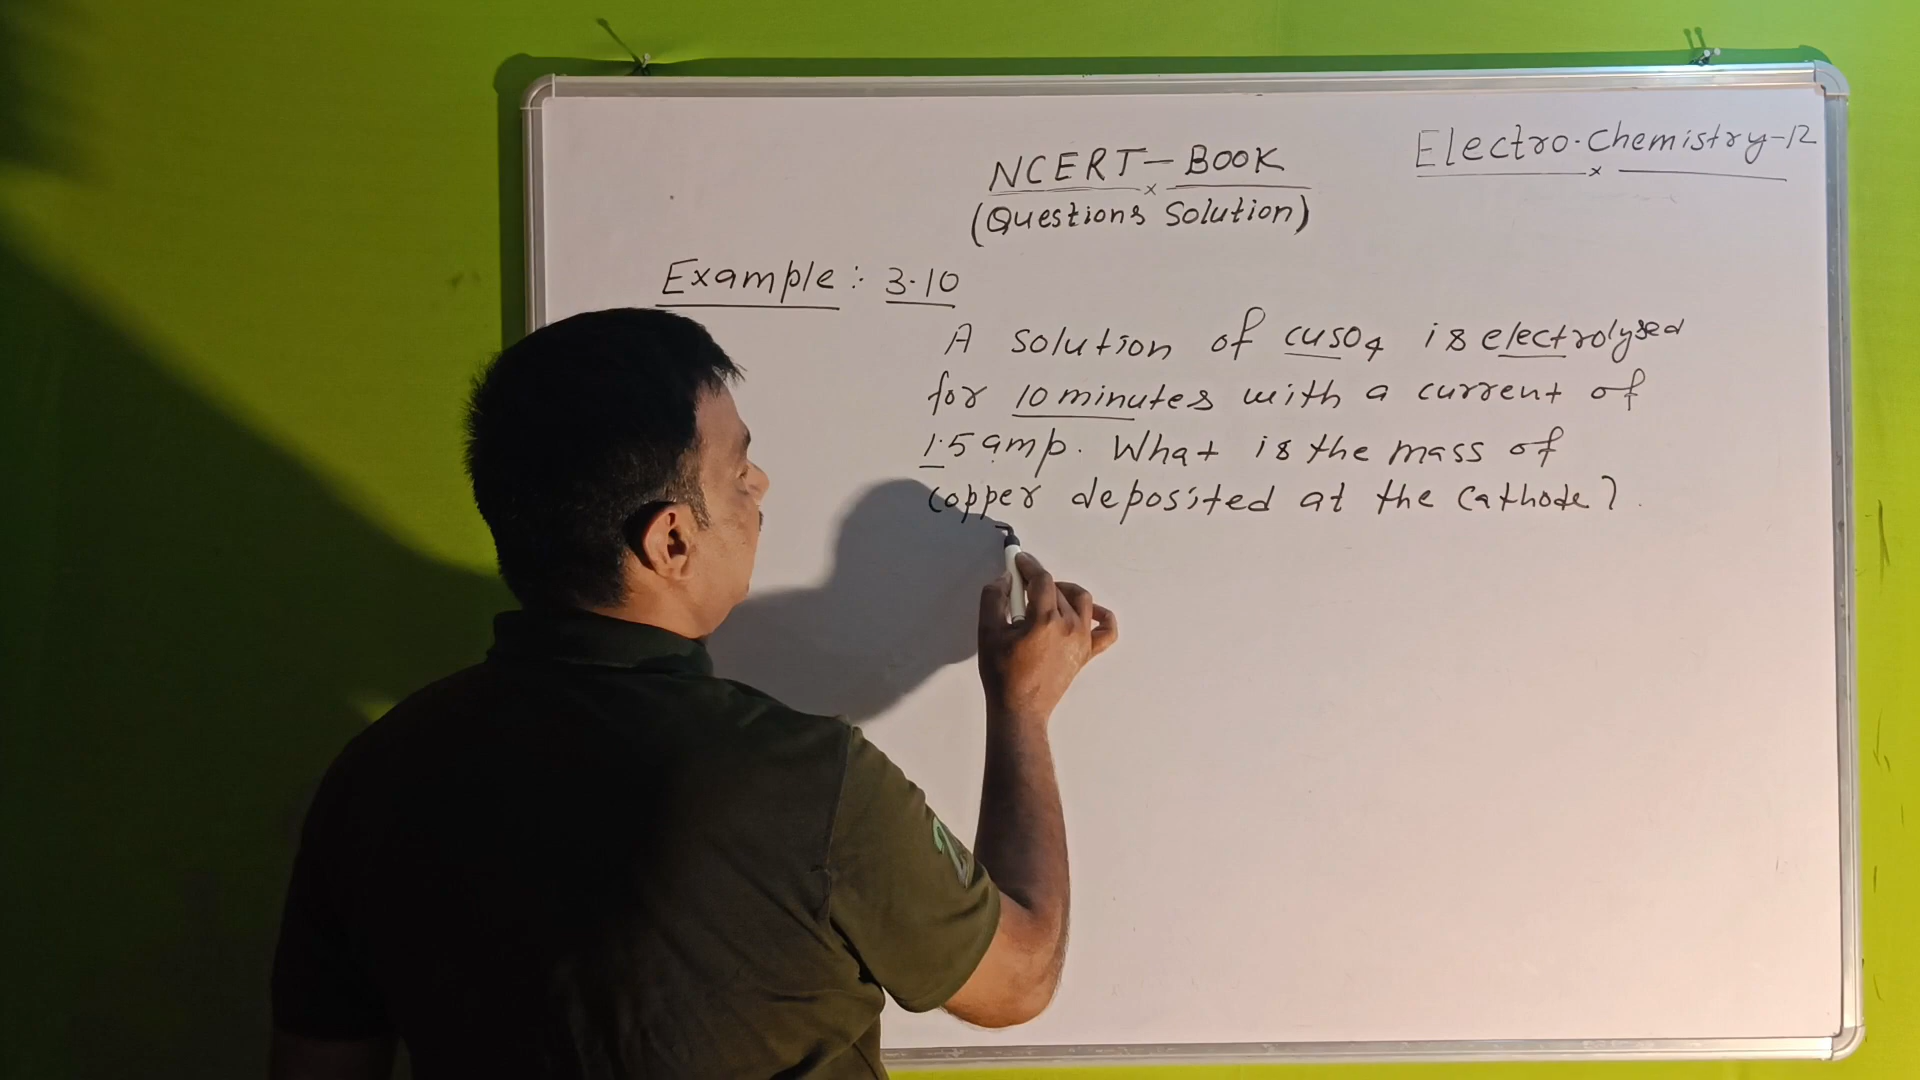 Electro.Chemistry-12
NCERT-BOOK
(Questions Solution)
Example: 3.10
A solution of cuso4 is electrolysed
for 10 minutes with a current of
1.5 amp. What is the mass of
copper deposited at the cathode?
2